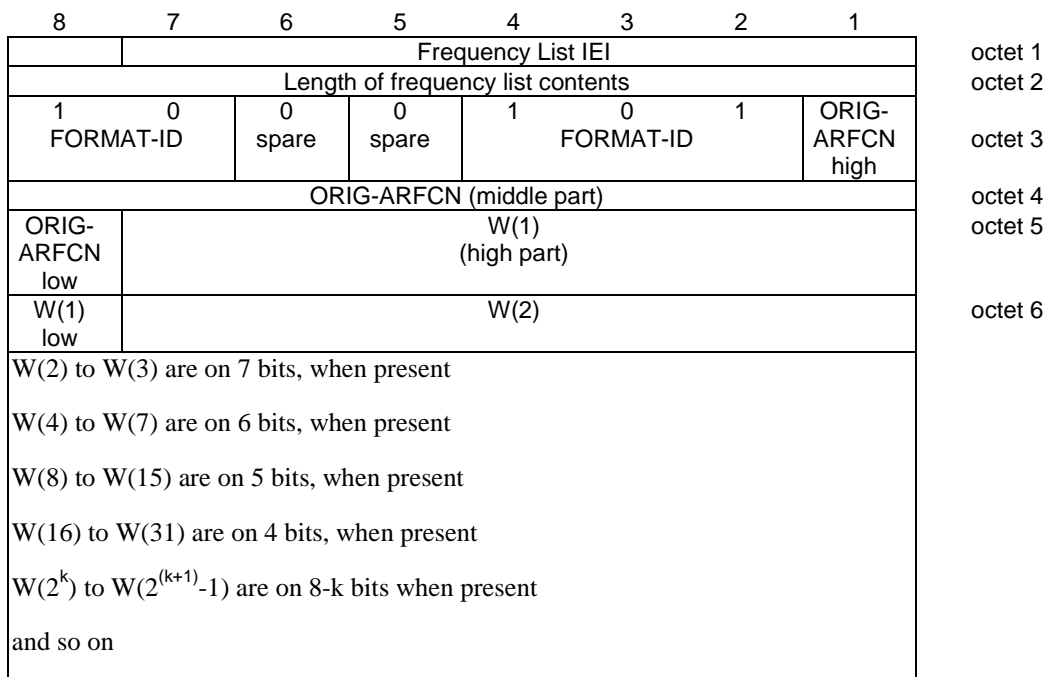 8 7 6 5 4 3 2 1
Frequency List IEI octet 1
Length of frequency list contents octet 2
1 0 0 0 1 0 1 ORIG-
FORMAT-ID spare spare FORMAT-ID ARFCN octet 3
high
ORIG-ARFCN (middle part) octet 4
ORIG- W(1) octet 5
ARFCN (high part)
low
W(1) W(2) octet 6
low
W(2) to W(3) are on 7 bits, when present
W(4) to W(7) are on 6 bits, when present
W(8) to W(15) are on 5 bits, when present
W(16) to W(31) are on 4 bits, when present
W(2^k) to W(2^(k+1)-1) are on 8-k bits when present
and so on